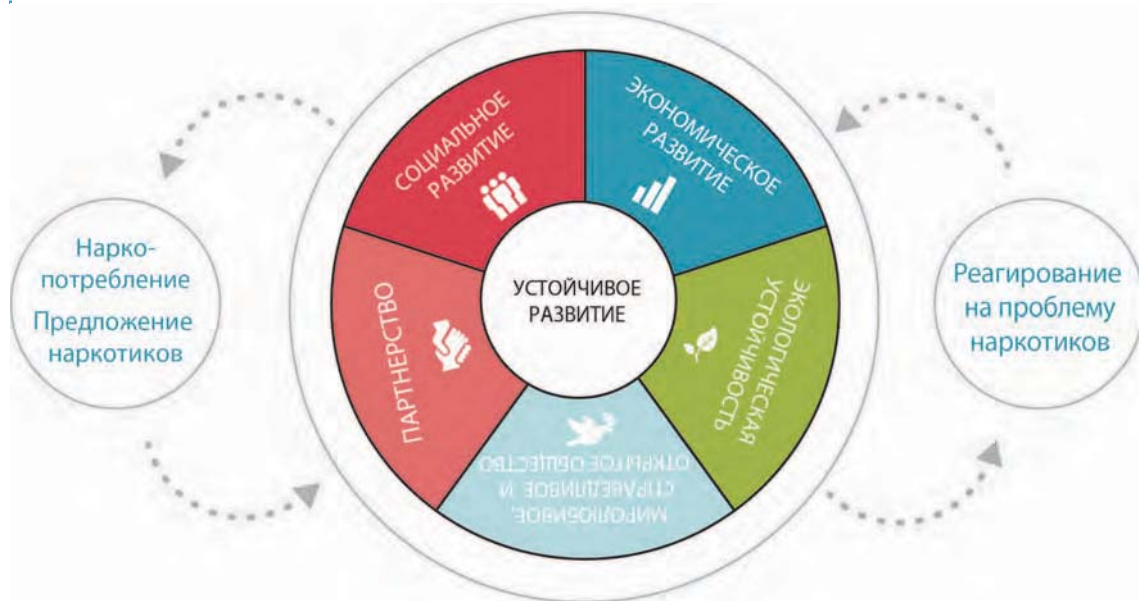 СОЦИАЛЬНОЕ
РАЗВИТИЕ
ЭКОНОМИЧЕСКОЕ
РАЗВИТИЕ
Нарко-
потребление
Предложение
наркотиков
ПАРТНЕРСТВО
УСТОЙЧИВОЕ
РАЗВИТИЕ
ЭКОЛОГИЧЕСКАЯ
УСТОЙЧИВОСТЬ
Реагирование
на проблему
наркотиков
МИРОЛЮБИВОЕ,
СПРАВЕДЛИВОЕ И
ОТКРЫТОЕ ОБЩЕСТВО